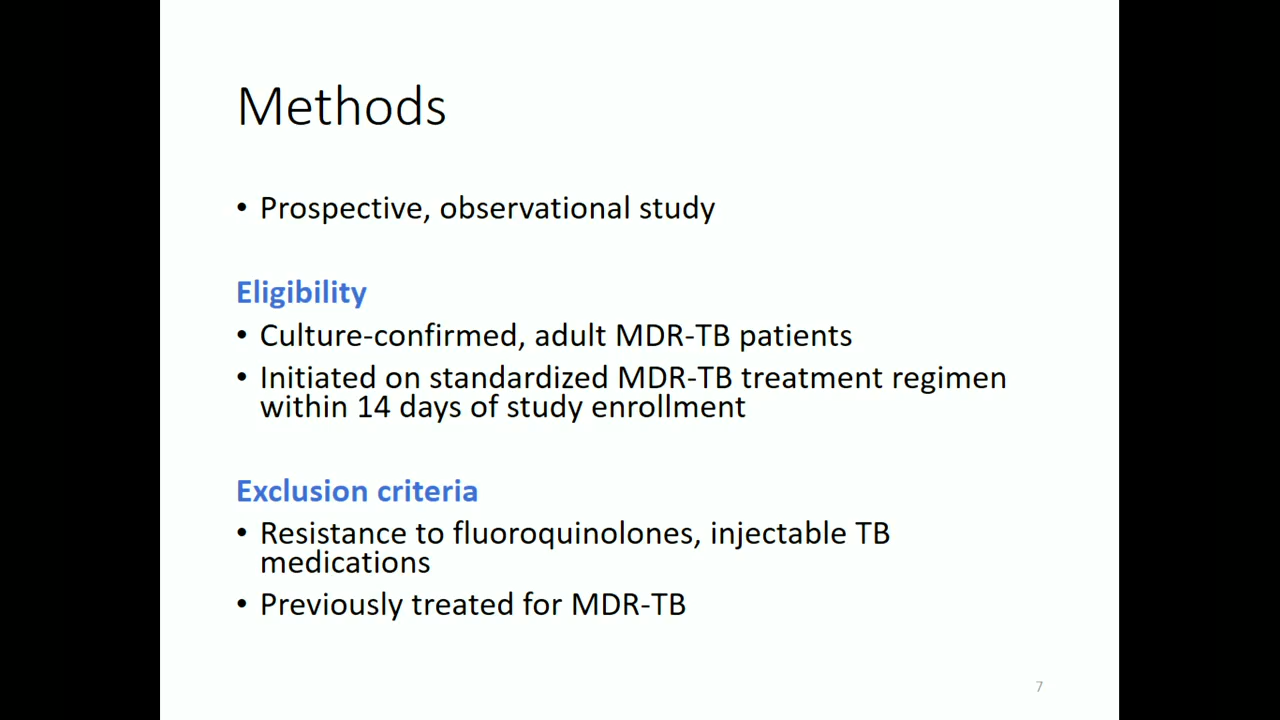 Methods
• Prospective, observational study
Eligibility
• Culture-confirmed, adult MDR-TB patients
• Initiated on standardized MDR-TB treatment regimen
within 14 days of study enrollment
Exclusion criteria
• Resistance to fluoroquinolones, injectable TB
medications
• Previously treated for MDR-TB
7